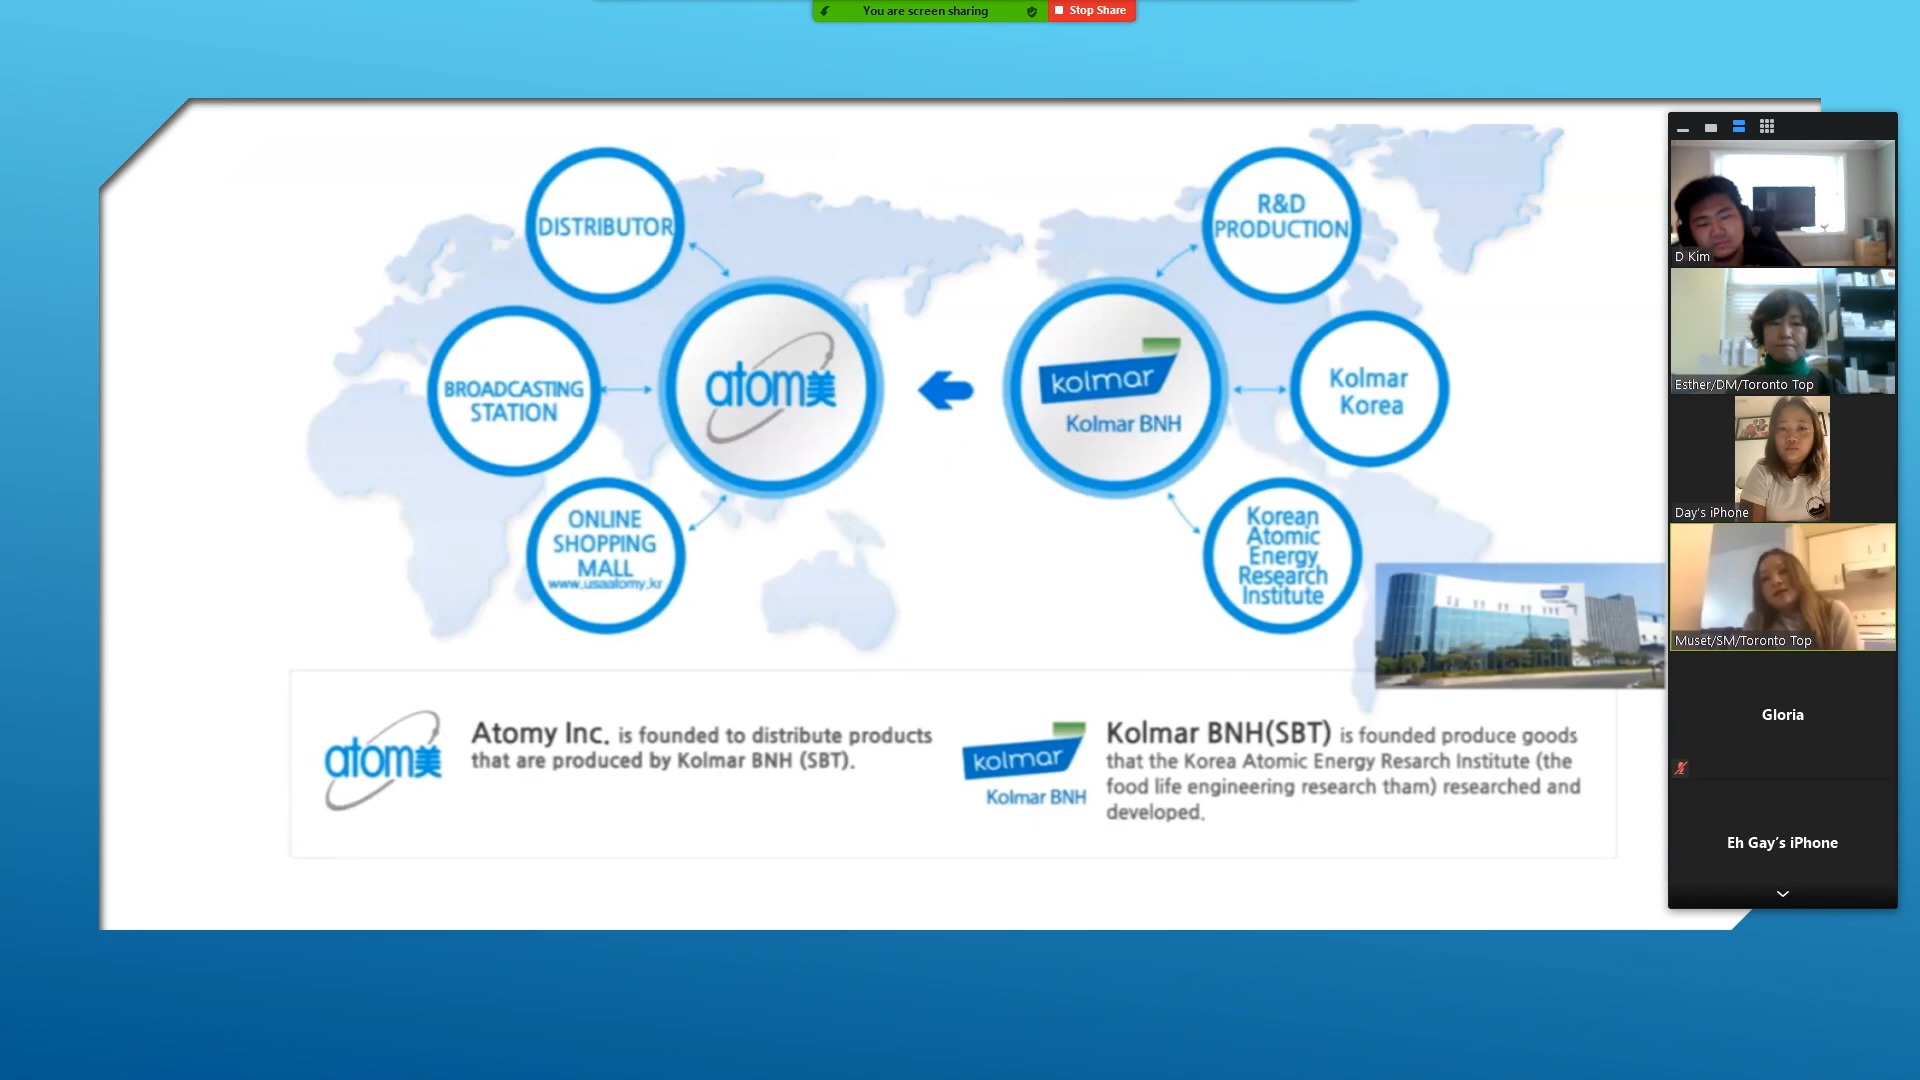 You are screen sharing
Stop Share
DISTRIBUTOR
BROADCASTING
STATION
ONLINE
SHOPPING
MALL
www.usaatomy.kr
atom美
kolmar
Kolmar BNH
R&D
PRODUCTION
Kolmar
Korea
Korean
Atomic
Energy
Research
Institute
atom美
Atomy Inc. is founded to distribute products
that are produced by Kolmar BNH (SBT).
kolmar
Kolmar BNH
Kolmar BNH(SBT) is founded produce goods
that the Korea Atomic Energy Resarch Institute (the
food life engineering research tham) researched and
developed.
D Kim
Esther/DM/Toronto Top
Day's iPhone
Muset/SM/Toronto Top
Gloria
Eh Gay's iPhone